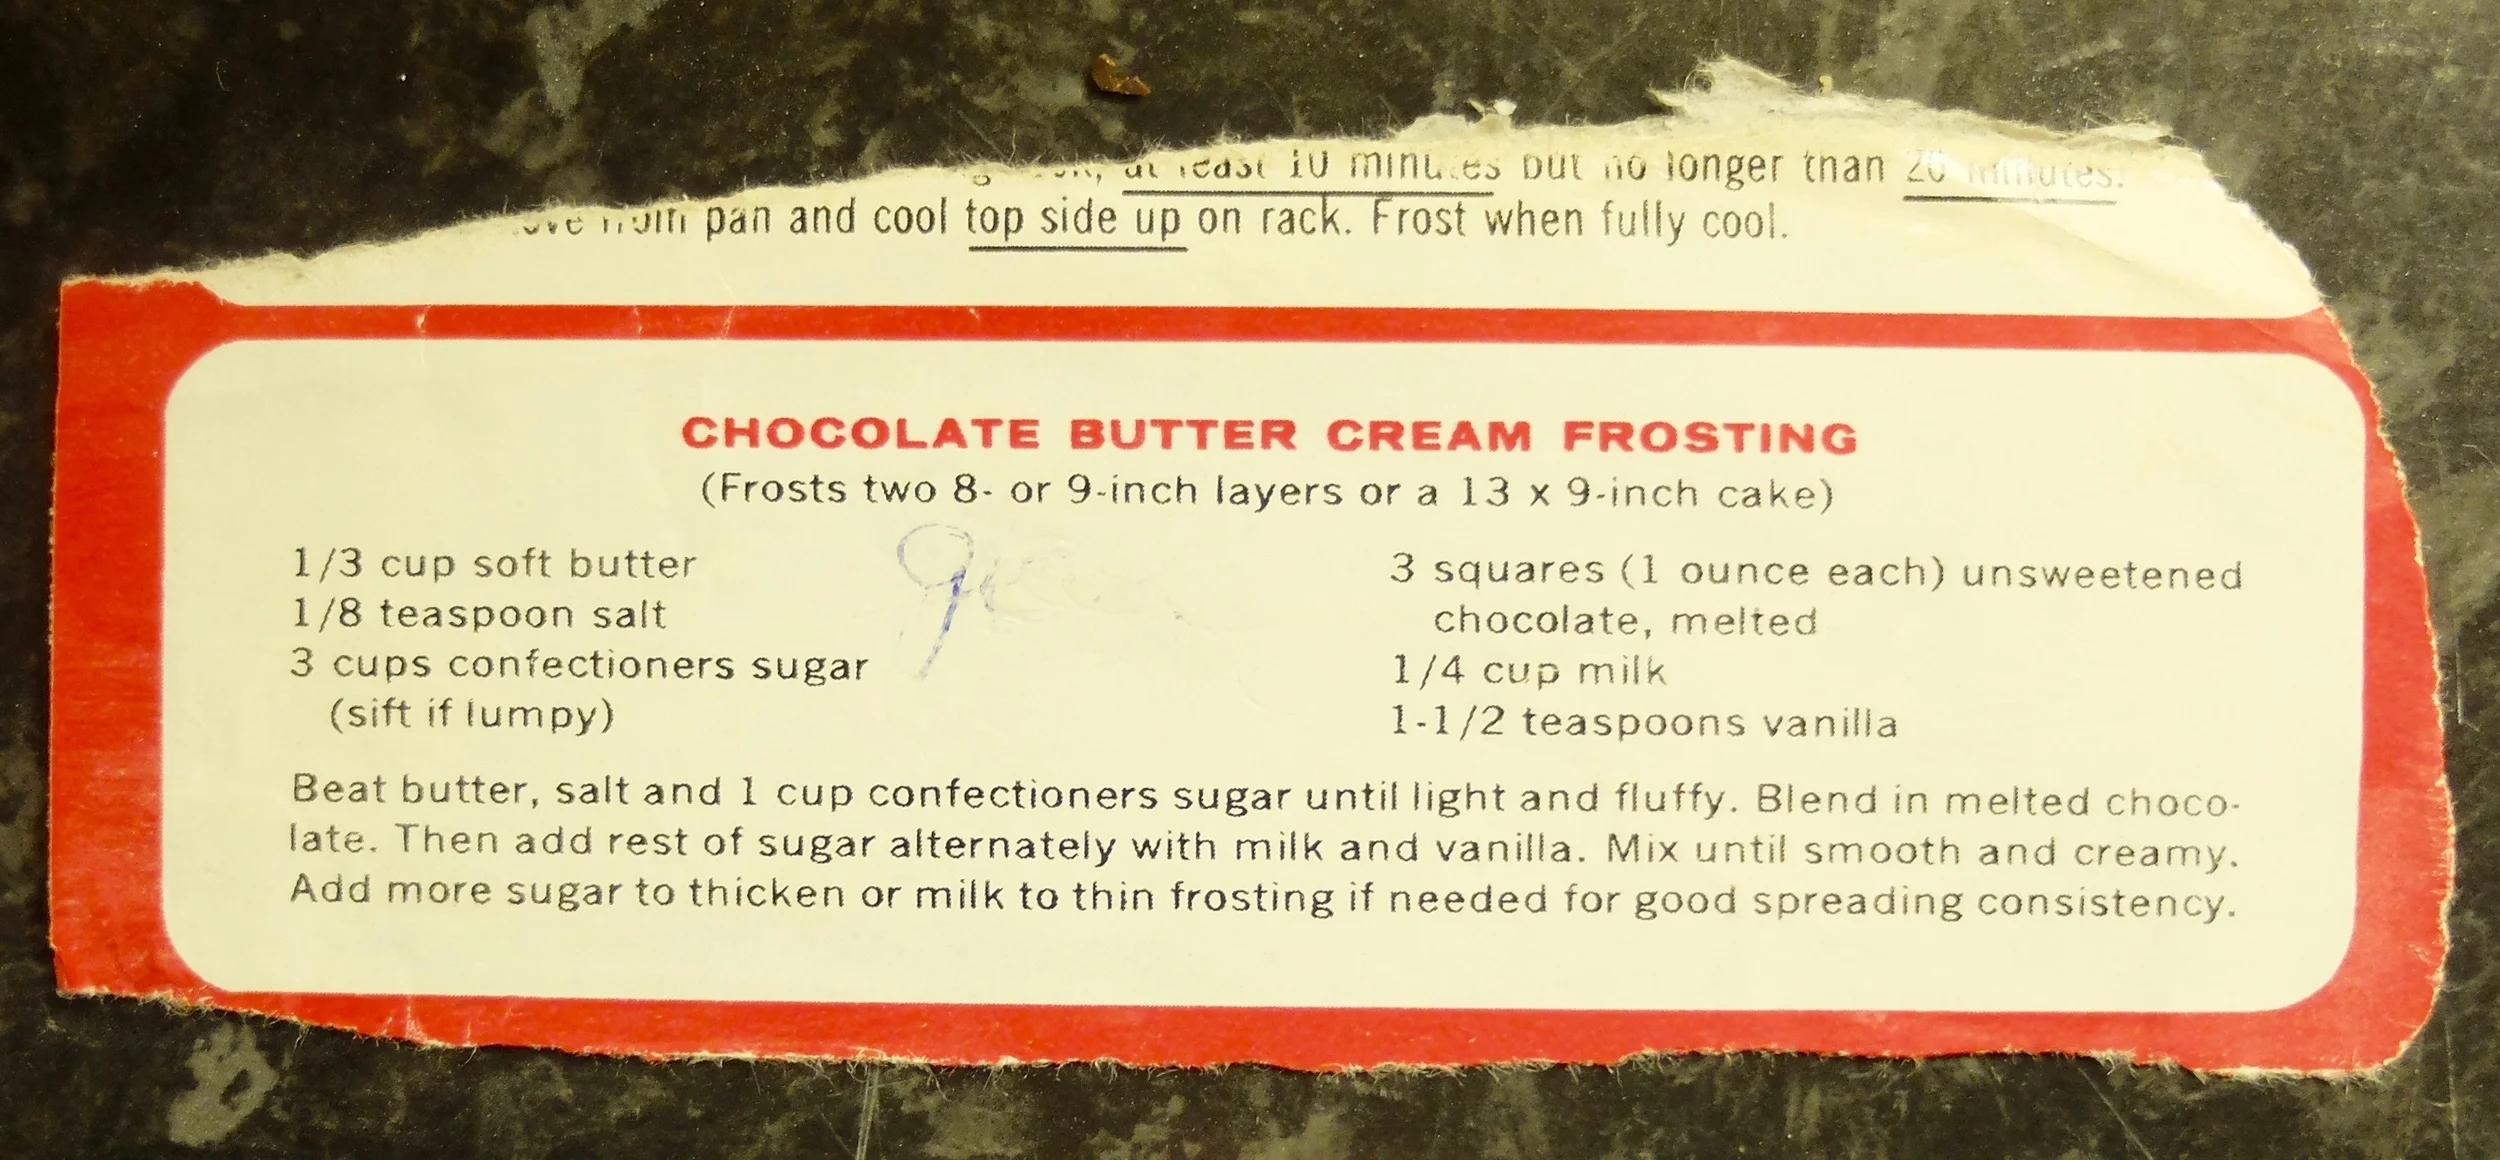 at least 10 minutes but no longer than 20 minutes.
from pan and cool top side up on rack. Frost when fully cool.
CHOCOLATE BUTTER CREAM FROSTING
(Frosts two 8- or 9-inch layers or a 13 x 9-inch cake)
1/3 cup soft butter
1/8 teaspoon salt
3 cups confectioners sugar
(sift if lumpy)
3 squares (1 ounce each) unsweetened
chocolate, melted
1/4 cup milk
1-1/2 teaspoons vanilla
Beat butter, salt and 1 cup confectioners sugar until light and fluffy. Blend in melted choco-
late. Then add rest of sugar alternately with milk and vanilla. Mix until smooth and creamy.
Add more sugar to thicken or milk to thin frosting if needed for good spreading consistency.